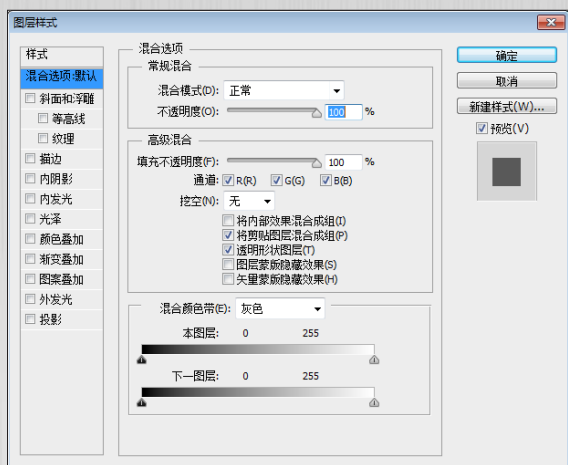 图层样式
样式
混合选项:默认
斜面和浮雕
等高线
纹理
描边
内阴影
内发光
光泽
颜色叠加
渐变叠加
图案叠加
外发光
投影
混合选项
常规混合
混合模式(D): 正常
不透明度(O): 100 %
高级混合
填充不透明度(F): 100 %
通道: R(R) G(G) B(B)
挖空(N): 无
将内部效果混合成组(I)
将剪贴图层混合成组(P)
透明形状图层(T)
图层蒙版隐藏效果(S)
矢量蒙版隐藏效果(H)
混合颜色带(E): 灰色
本图层: 0 255
下一图层: 0 255
确定
取消
新建样式(W)...
预览(V)